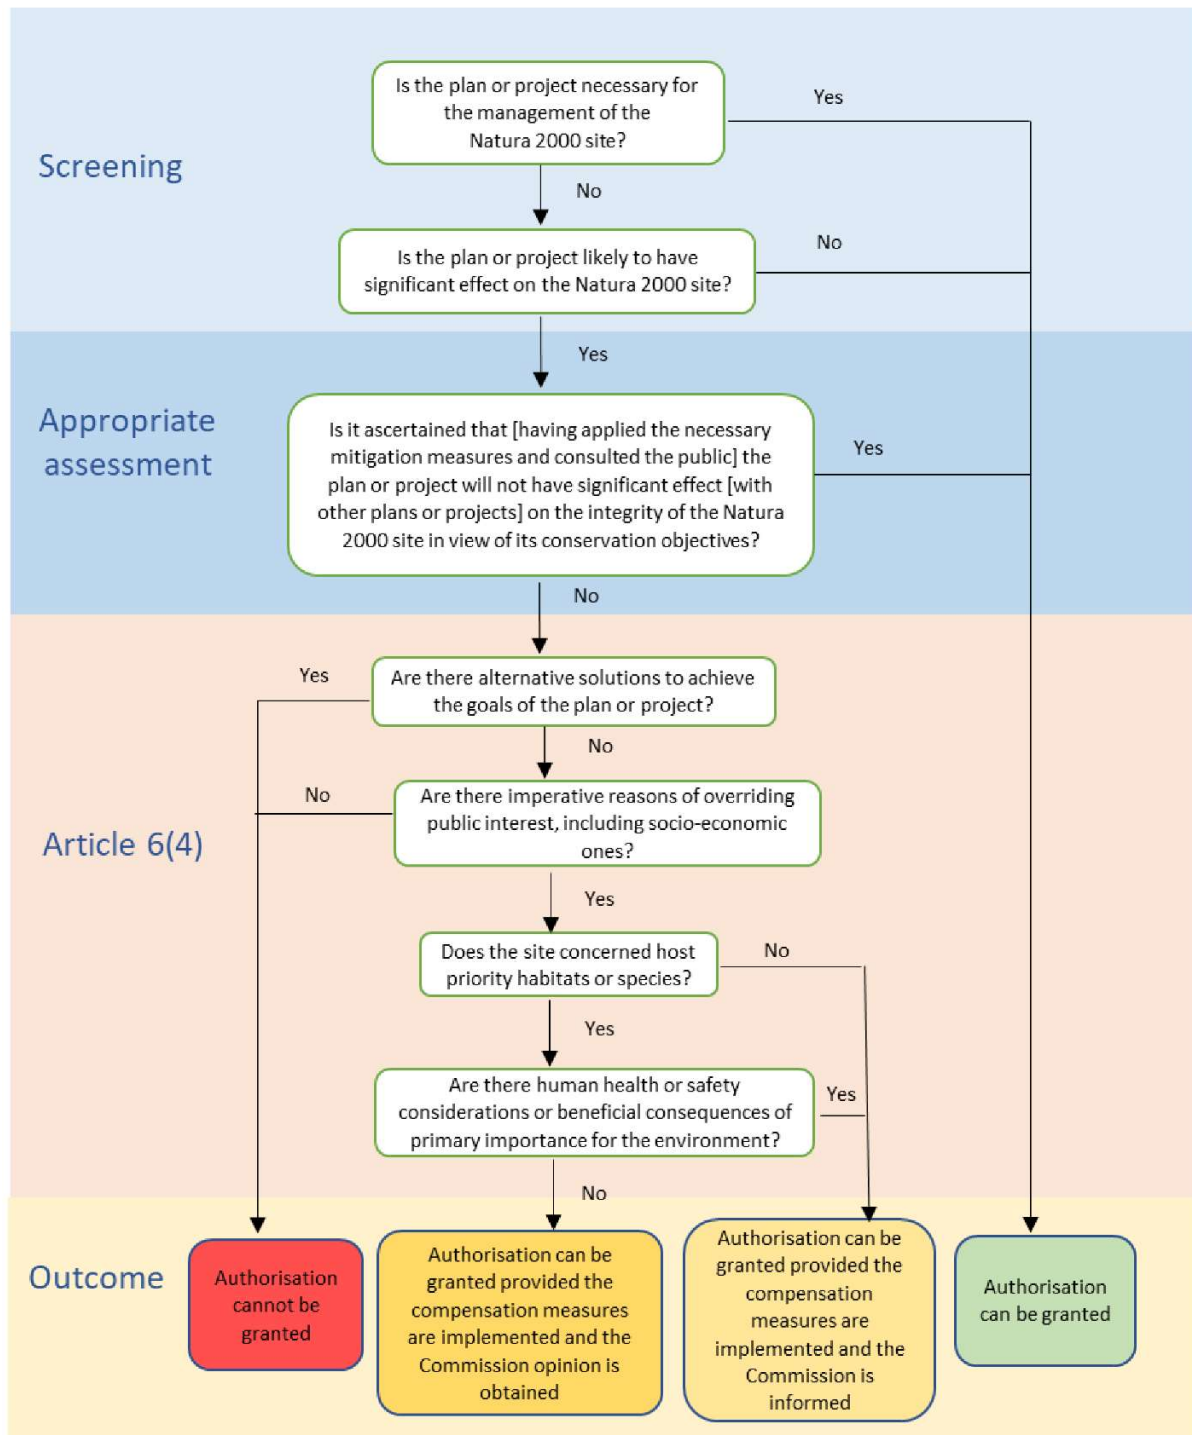 Is the plan or project necessary for
the management of the
Natura 2000 site?
Yes
Screening
No
Is the plan or project likely to have
significant effect on the Natura 2000 site?
No
Yes
Appropriate
assessment
Is it ascertained that [having applied the necessary
mitigation measures and consulted the public] the
plan or project will not have significant effect [with
other plans or projects] on the integrity of the Natura
2000 site in view of its conservation objectives?
Yes
No
Are there alternative solutions to achieve
the goals of the plan or project?
Yes
No
Are there imperative reasons of overriding
public interest, including socio-economic
ones?
No
Article 6(4)
Yes
Does the site concerned host
priority habitats or species?
No
Yes
Are there human health or safety
considerations or beneficial consequences of
primary importance for the environment?
Yes
No
Outcome
Authorisation
cannot be
granted
Authorisation can be
granted provided the
compensation measures
are implemented and the
Commission opinion is
obtained
Authorisation can be
granted provided the
compensation
measures are
implemented and the
Commission is
informed
Authorisation
can be granted